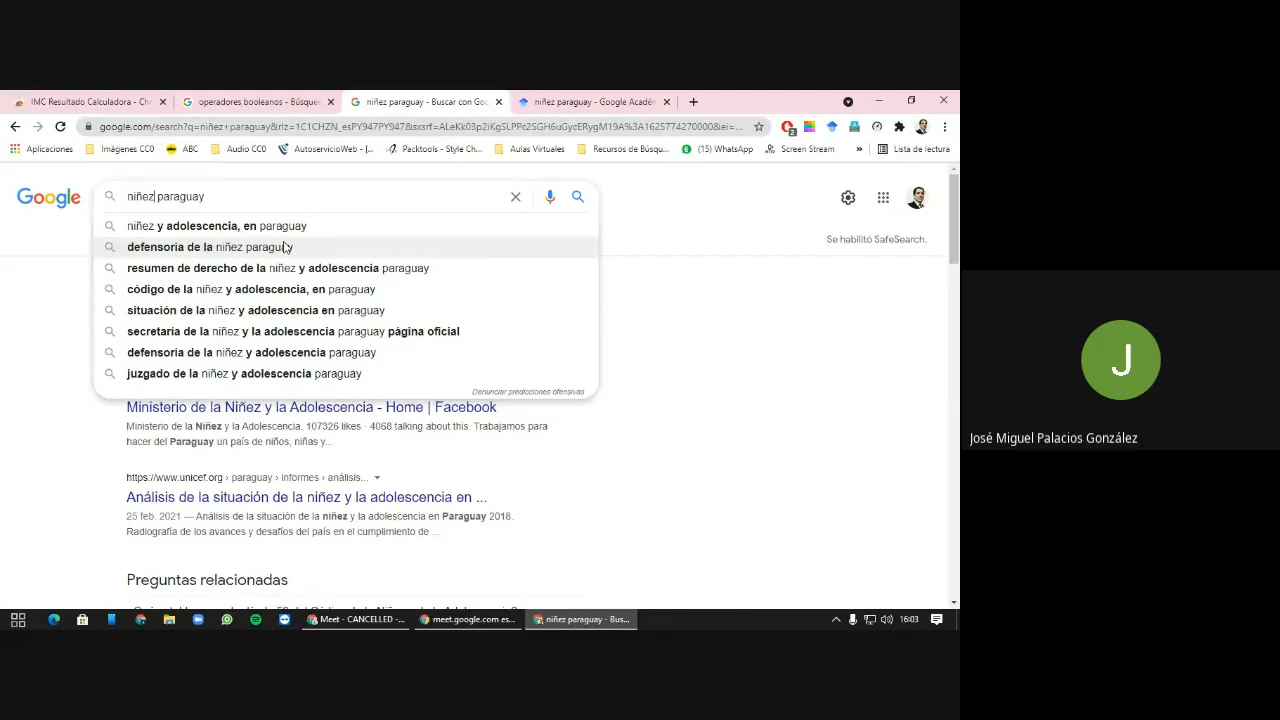 IMC Resultado Calculadora - Chr
operadores booleanos - Búsque
niñez paraguay - Buscar con Goo
niñez paraguay - Google Académ
google.com/search?q=niñez+paraguay&rlz=1C1CHZN_esPY947PY947&sxsrf=ALeKk03p2iKgSLPPc2SGH6uGycERygM19A%3A1625774270000&ei=...
Aplicaciones
Imágenes CC0
ABC
Audio CC0
AutoservicioWeb - [...
Packtools - Style Ch...
Aulas Virtuales
Recursos de Búsqu...
(15) WhatsApp
Screen Stream
»
Lista de lectura
Google
niñez paraguay
niñez y adolescencia, en paraguay
defensoria de la niñez paraguay
resumen de derecho de la niñez y adolescencia paraguay
código de la niñez y adolescencia, en paraguay
situación de la niñez y adolescencia en paraguay
secretaria de la niñez y la adolescencia paraguay página oficial
defensoria de la niñez y adolescencia paraguay
juzgado de la niñez y adolescencia paraguay
Denunciar predicciones ofensivas
Se habilitó SafeSearch.
Ministerio de la Niñez y la Adolescencia - Home | Facebook
Ministerio de la Niñez y la Adolescencia. 107326 likes · 4068 talking about this. Trabajamos para
hacer del Paraguay un país de niños, niñas y...
https://www.unicef.org › paraguay › informes › análisis...
Análisis de la situación de la niñez y la adolescencia en ...
25 feb. 2021 — Análisis de la situación de la niñez y la adolescencia en Paraguay 2018.
Radiografía de los avances y desafíos del país en el cumplimiento de ...
Preguntas relacionadas
Meet - CANCELLED -...
meet.google.com es...
niñez paraguay - Bus...
16:03
J
José Miguel Palacios González